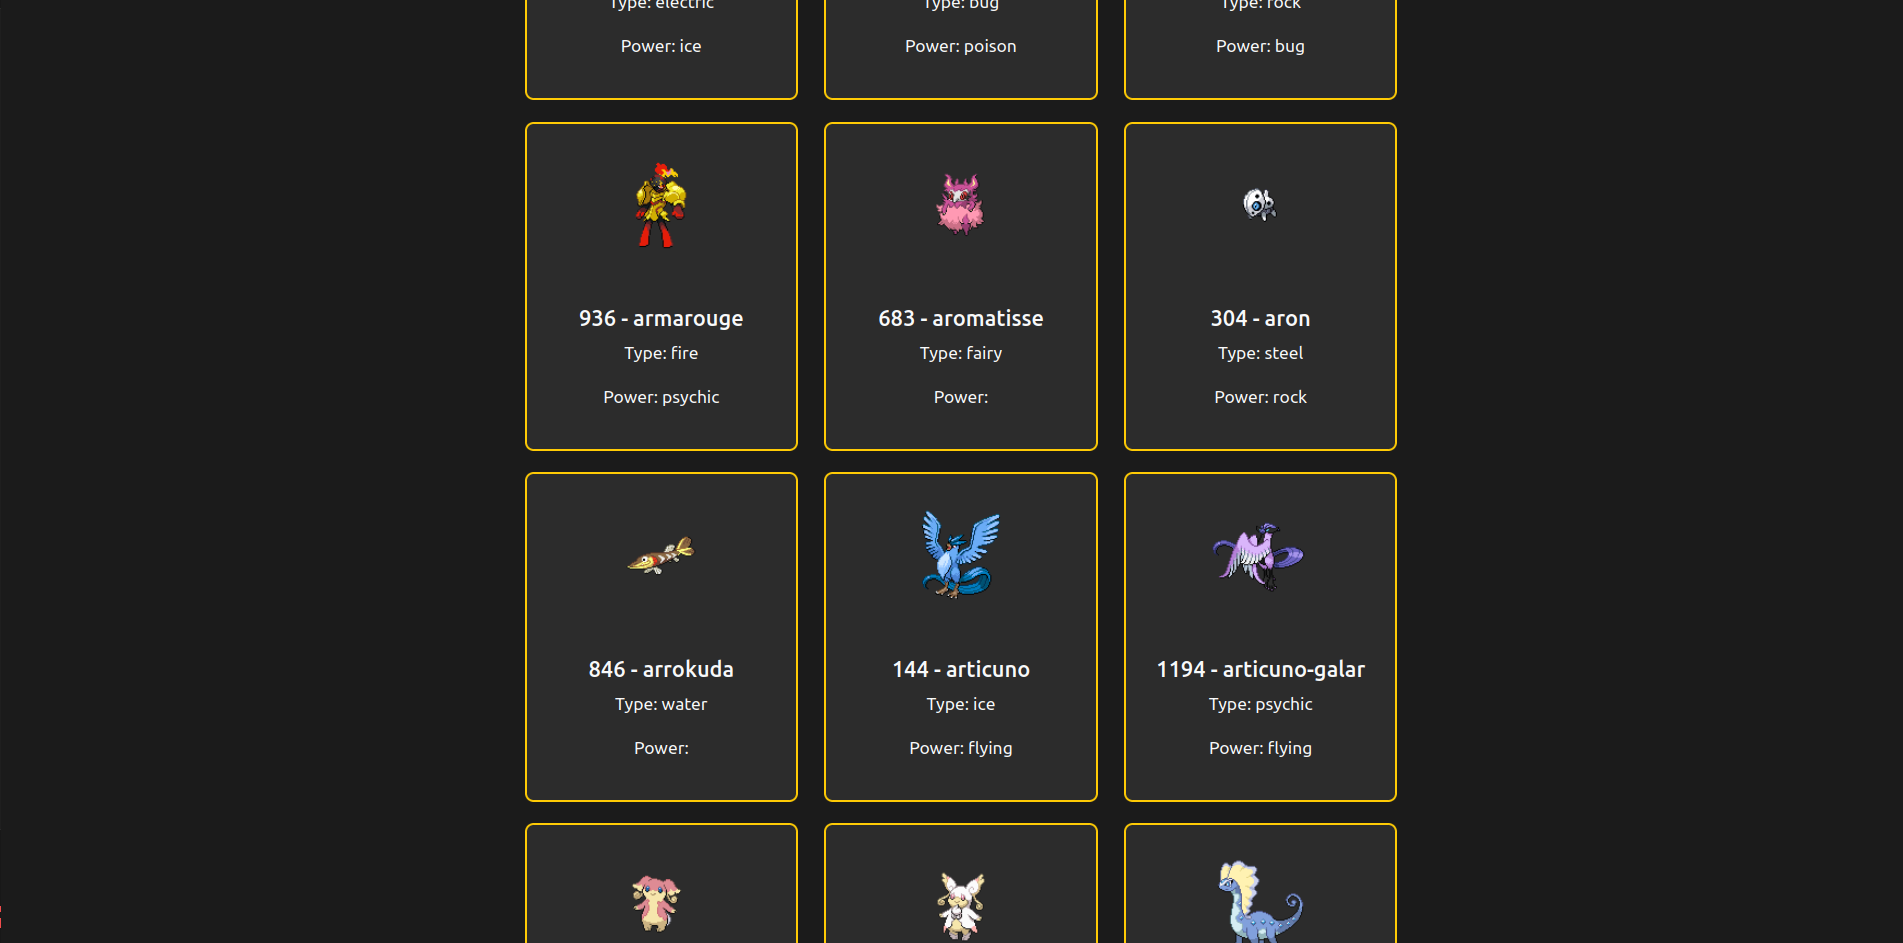 Type: electric
Type: bug
Type: rock
Power: ice
Power: poison
Power: bug
936 - armarouge
Type: fire
Power: psychic
683 - aromatisse
Type: fairy
Power:
304 - aron
Type: steel
Power: rock
846 - arrokuda
Type: water
Power:
144 - articuno
Type: ice
Power: flying
1194 - articuno-galar
Type: psychic
Power: flying